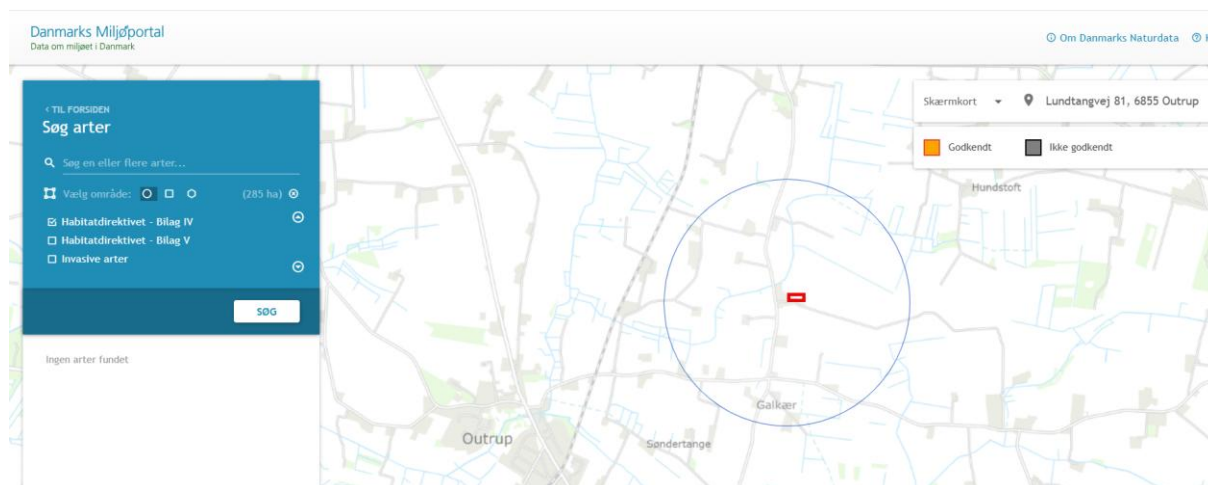 Danmarks Miljøportal
Data om miljøet i Danmark
Om Danmarks Naturdata
< TIL FORSIDEN
Søg arter
Søg en eller flere arter...
Vælg område: (285 ha)
Habitatdirektivet - Bilag IV
Habitatdirektivet - Bilag V
Invasive arter
SØG
Ingen arter fundet
Skærmkort
Lundtangvej 81, 6855 Outrup
Godkendt
Ikke godkendt
Hundstoft
Galkær
Outrup
Søndertange